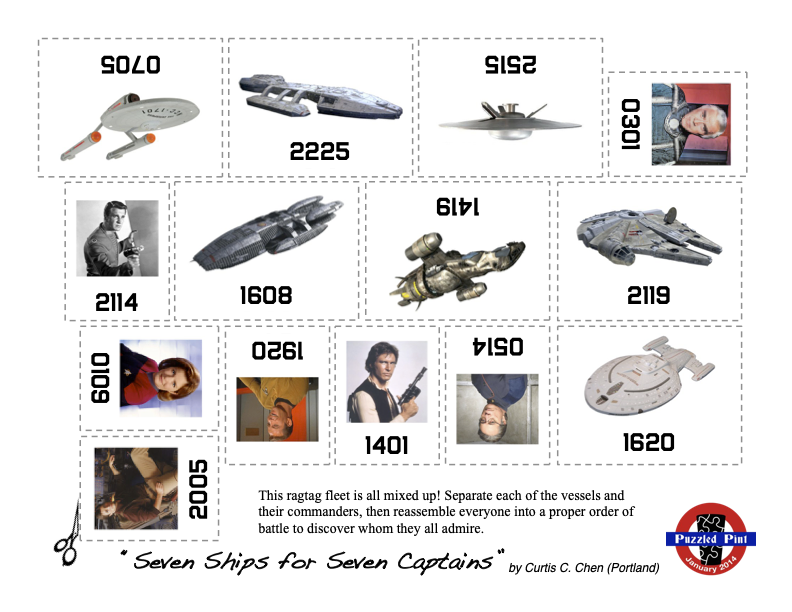 0705
2225
2515
0301
2114
1608
1419
2119
0109
1920
1401
0514
1620
2005
This ragtag fleet is all mixed up! Separate each of the vessels and
their commanders, then reassemble everyone into a proper order of
battle to discover whom they all admire.
"Seven Ships for Seven Captains"
by Curtis C. Chen (Portland)
Puzzled Pint
January 2014